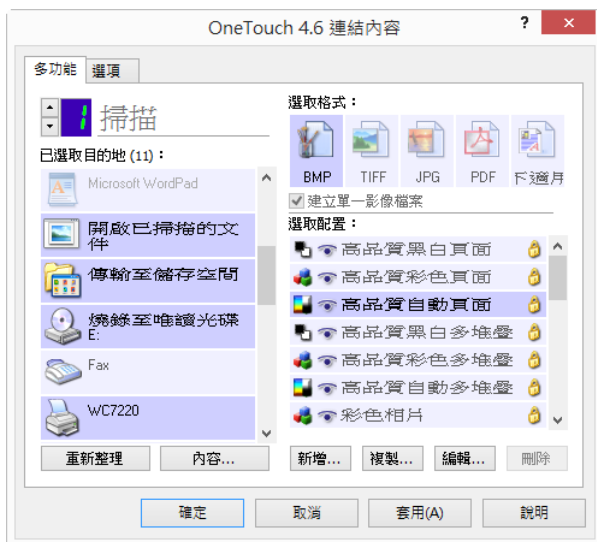 OneTouch 4.6 連結內容
?
多功能
選項
1 掃描
已選取目的地 (11)：
Microsoft WordPad
開啟已掃描的文件
傳輸至儲存空間
燒錄至唯讀光碟
E:
Fax
WC7220
重新整理
內容...
選取格式：
BMP
TIFF
JPG
PDF
不適用
建立單一影像檔案
選取配置：
高品質黑白頁面
高品質彩色頁面
高品質自動頁面
高品質黑白多堆疊
高品質彩色多堆疊
高品質自動多堆疊
彩色相片
新增...
複製...
編輯...
刪除
確定
取消
套用(A)
說明